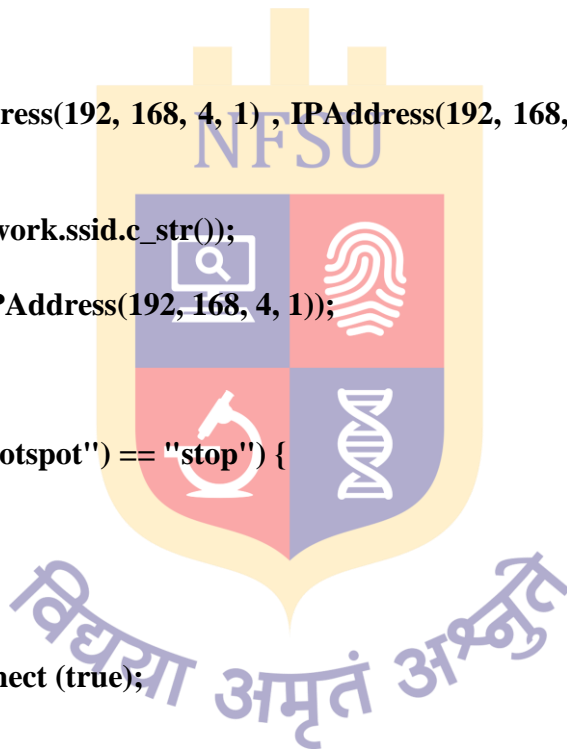 ress(192, 168, 4, 1) , IPAddress(192, 168,
NFSU
work.ssid.c_str());
PAddress(192, 168, 4, 1));
otspot") == "stop") {
nect (true);
विद्यया अमृतं अश्नुते